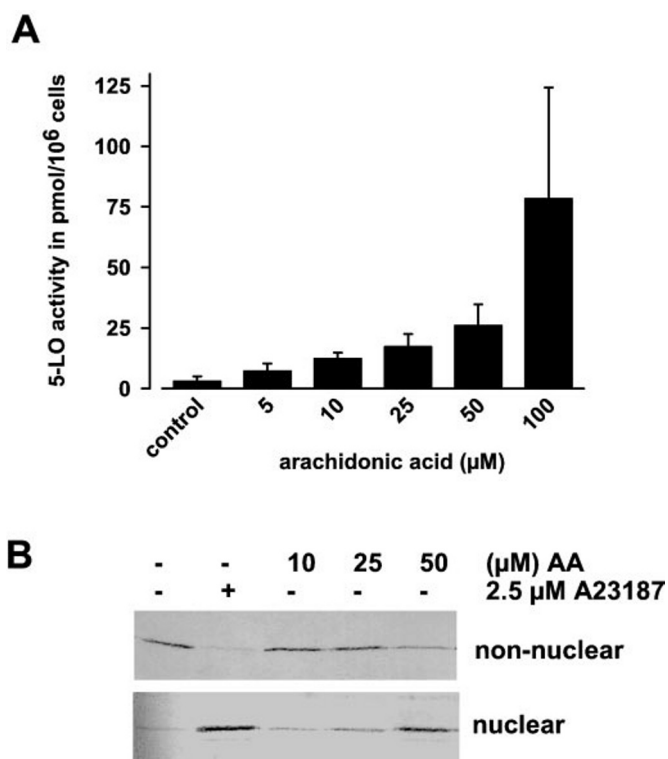 A
5-LO activity in pmol/10⁶ cells
125
100
75
50
25
0
control 5 10 25 50 100
arachidonic acid (µM)
B
- - 10 25 50 (µM) AA
- + - - - 2.5 µM A23187
non-nuclear
nuclear